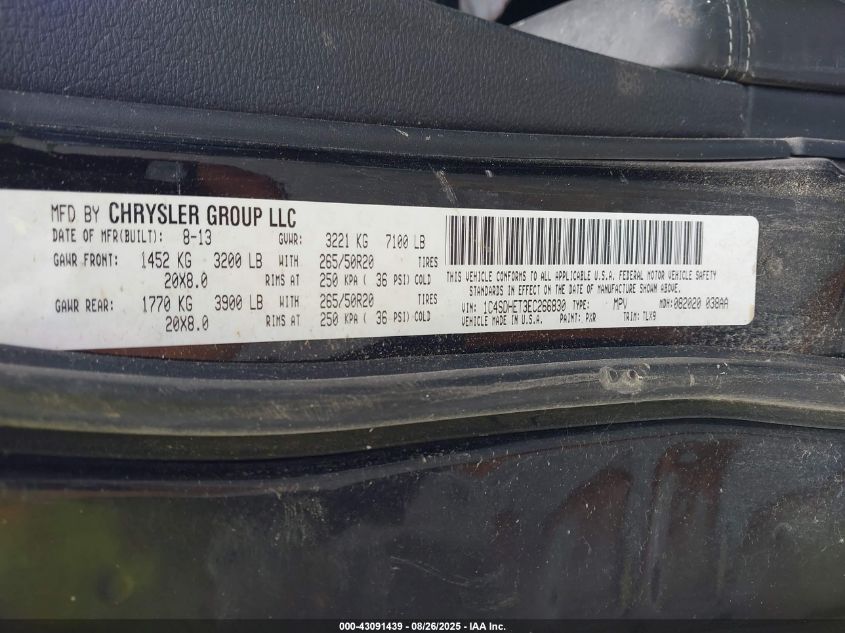 MFD BY CHRYSLER GROUP LLC
DATE OF MFR(BUILT): 8-13 GVWR: 3221 KG 7100 LB
GAWR FRONT: 1452 KG 3200 LB WITH 265/50R20 TIRES
20X8.0 RIMS AT 250 KPA ( 36 PSI) COLD
GAWR REAR: 1770 KG 3900 LB WITH 265/50R20 TIRES
20X8.0 RIMS AT 250 KPA ( 36 PSI) COLD
THIS VEHICLE CONFORMS TO ALL APPLICABLE U.S.A. FEDERAL MOTOR VEHICLE SAFETY
STANDARDS IN EFFECT ON THE DATE OF MANUFACTURE SHOWN ABOVE.
VIN: 1C4SDHET3EC266830 TYPE: MPV MDH: 082020 038AA
VEHICLE MADE IN U.S.A. PAINT: PXR TRIM: TLX9
000-43091439 - 08/26/2025 - IAA Inc.